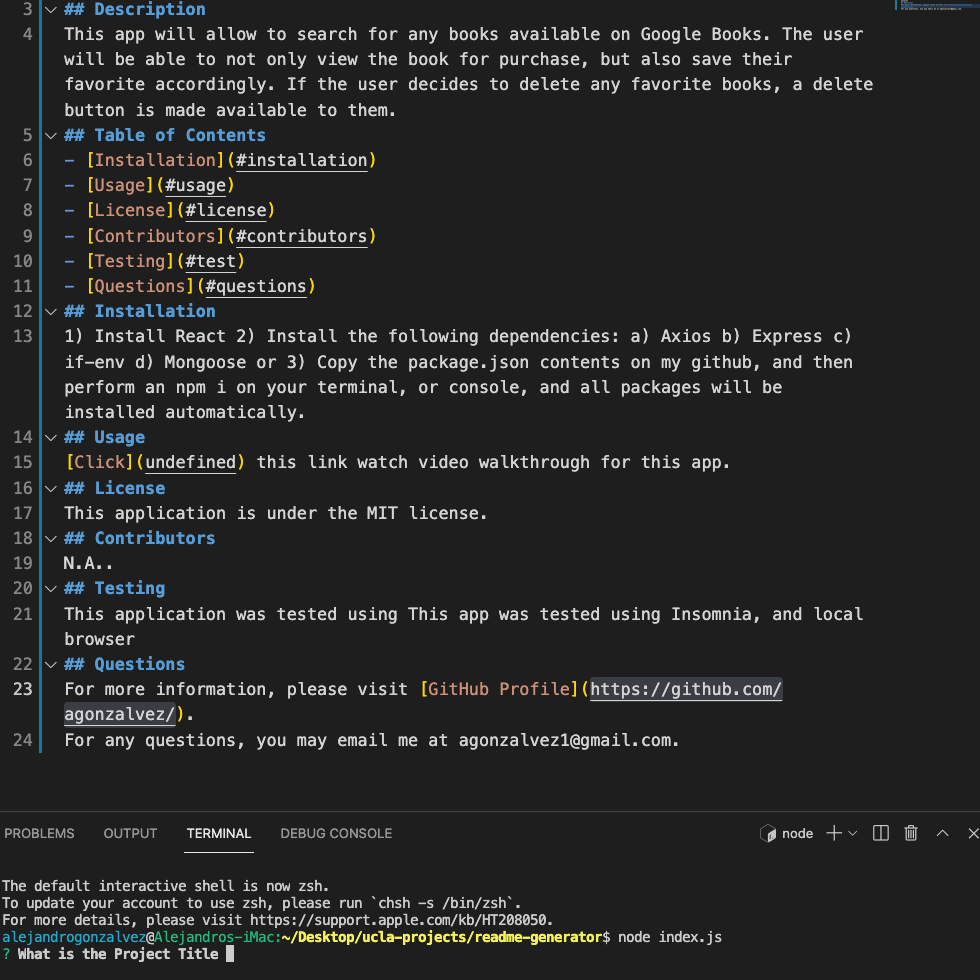 3 ## Description
4 This app will allow to search for any books available on Google Books. The user
will be able to not only view the book for purchase, but also save their
favorite accordingly. If the user decides to delete any favorite books, a delete
button is made available to them.
5 ## Table of Contents
6 - [Installation](#installation)
7 - [Usage](#usage)
8 - [License](#license)
9 - [Contributors](#contributors)
10 - [Testing](#test)
11 - [Questions](#questions)
12 ## Installation
13 1) Install React 2) Install the following dependencies: a) Axios b) Express c)
if-env d) Mongoose or 3) Copy the package.json contents on my github, and then
perform an npm i on your terminal, or console, and all packages will be
installed automatically.
14 ## Usage
15 [Click](undefined) this link watch video walkthrough for this app.
16 ## License
17 This application is under the MIT license.
18 ## Contributors
19 N.A..
20 ## Testing
21 This application was tested using This app was tested using Insomnia, and local
browser
22 ## Questions
23 For more information, please visit [GitHub Profile](https://github.com/
agonzalvez/).
24 For any questions, you may email me at agonzalvez1@gmail.com.
PROBLEMS OUTPUT TERMINAL DEBUG CONSOLE node
The default interactive shell is now zsh.
To update your account to use zsh, please run `chsh -s /bin/zsh`.
For more details, please visit https://support.apple.com/kb/HT208050.
alejandrogonzalvez@Alejandros-iMac:~/Desktop/ucla-projects/readme-generator$ node index.js
? What is the Project Title